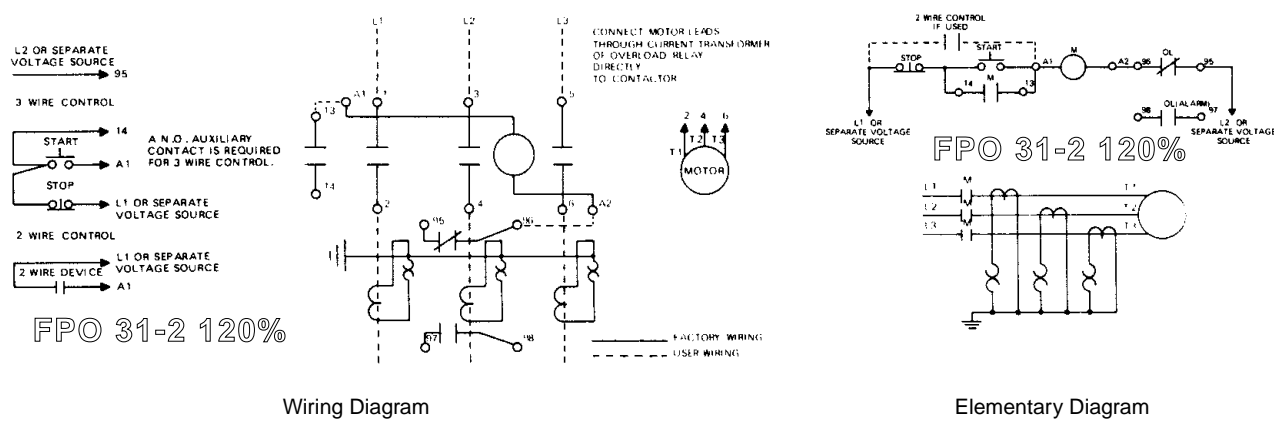 L2 OR SEPARATE
VOLTAGE SOURCE
95
3 WIRE CONTROL
14
START
A1
STOP
L1 OR SEPARATE
VOLTAGE SOURCE
A N.O. AUXILIARY
CONTACT IS REQUIRED
FOR 3 WIRE CONTROL.
2 WIRE CONTROL
L1 OR SEPARATE
VOLTAGE SOURCE
2 WIRE DEVICE
A1
FPO 31-2 120%
L1
L2
L3
A1
1
3
5
13
14
2
4
6
A2
95
96
97
98
CONNECT MOTOR LEADS
THROUGH CURRENT TRANSFORMER
OF OVERLOAD RELAY
DIRECTLY
TO CONTACTOR
2 4 6
T1
T2
T3
MOTOR
FACTORY WIRING
USER WIRING
Wiring Diagram
2 WIRE CONTROL
IF USED
START
STOP
M
OL
A1
A2
96
95
14
M
13
98
OL(ALARM)
97
L1 OR
SEPARATE VOLTAGE
SOURCE
L2 OR
SEPARATE VOLTAGE
SOURCE
FPO 31-2 120%
L1
M
T1
L2
M
T2
L3
M
T3
Elementary Diagram